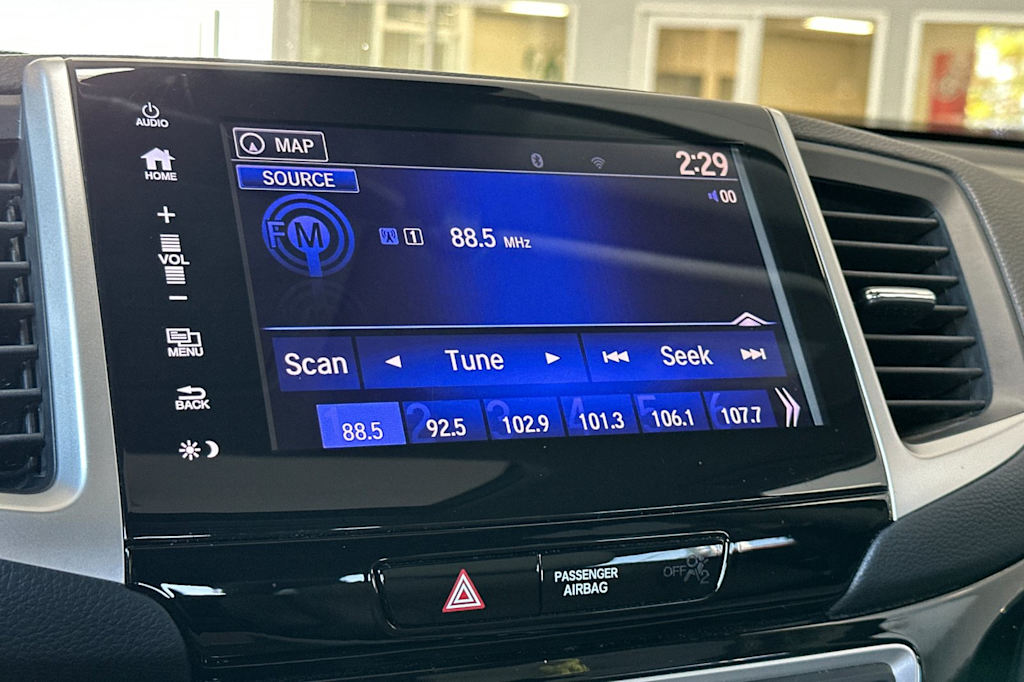 AUDIO
HOME
+
VOL
−
MENU
BACK
MAP
2:29
SOURCE
00
FM
1 88.5 MHz
Scan Tune Seek
1 88.5 2 92.5 3 102.9 4 101.3 5 106.1 6 107.7
PASSENGER
AIRBAG
OFF 2